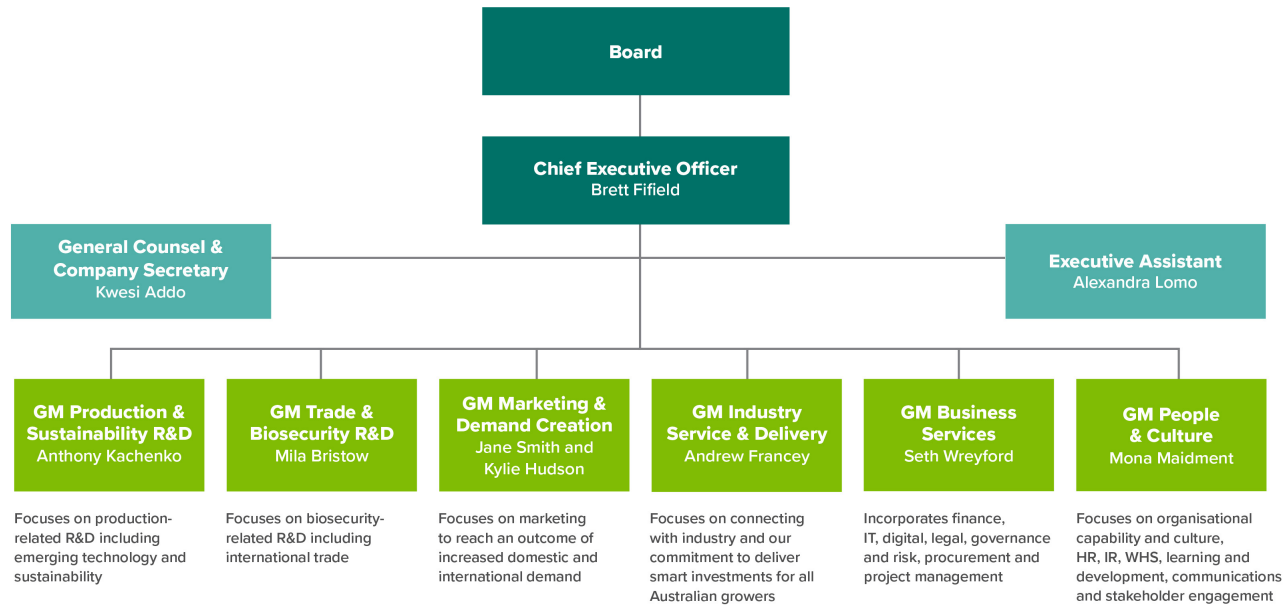 Board
Chief Executive Officer
Brett Fifield
General Counsel &
Company Secretary
Kwesi Addo
Executive Assistant
Alexandra Lomo
GM Production &
Sustainability R&D
Anthony Kachenko
Focuses on production-
related R&D including
emerging technology and
sustainability
GM Trade &
Biosecurity R&D
Mila Bristow
Focuses on biosecurity-
related R&D including
international trade
GM Marketing &
Demand Creation
Jane Smith and
Kylie Hudson
Focuses on marketing
to reach an outcome of
increased domestic and
international demand
GM Industry
Service & Delivery
Andrew Francey
Focuses on connecting
with industry and our
commitment to deliver
smart investments for all
Australian growers
GM Business
Services
Seth Wreyford
Incorporates finance,
IT, digital, legal, governance
and risk, procurement and
project management
GM People
& Culture
Mona Maidment
Focuses on organisational
capability and culture,
HR, IR, WHS, learning and
development, communications
and stakeholder engagement